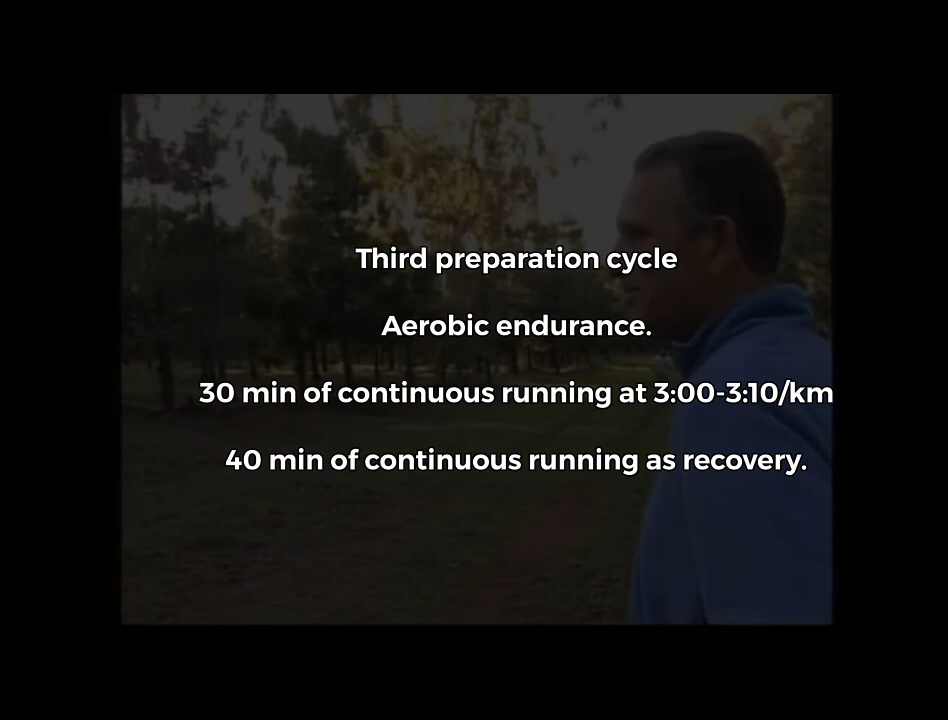 Third preparation cycle
Aerobic endurance.
30 min of continuous running at 3:00-3:10/km
40 min of continuous running as recovery.